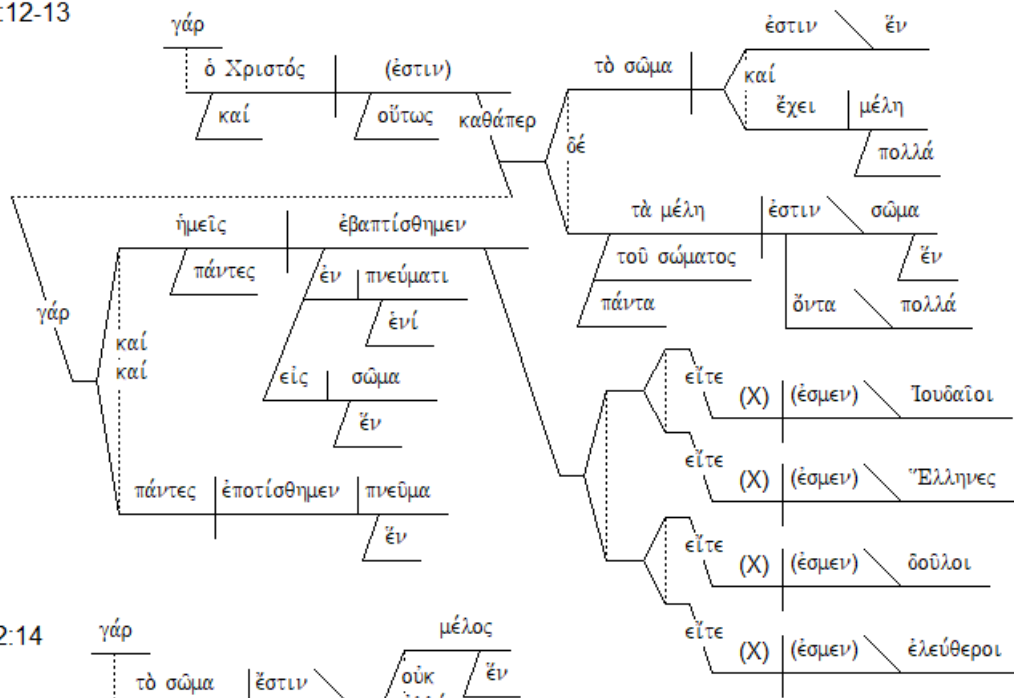 :12-13
γάρ
ὁ Χριστός (ἐστιν)
καί οὕτως
καθάπερ
δέ
τὸ σῶμα ἐστιν ἕν
καί
ἔχει μέλη
πολλά
τὰ μέλη ἐστιν σῶμα
τοῦ σώματος ἕν
πάντα ὄντα πολλά
γάρ
καί
καί
ἡμεῖς ἐβαπτίσθημεν
πάντες ἐν πνεύματι
ἑνί
εἰς σῶμα
ἕν
πάντες ἐποτίσθημεν πνεῦμα
ἕν
εἴτε (X) (ἐσμεν) Ἰουδαῖοι
εἴτε (X) (ἐσμεν) Ἕλληνες
εἴτε (X) (ἐσμεν) δοῦλοι
εἴτε (X) (ἐσμεν) ἐλεύθεροι
2:14
γάρ μέλος
τὸ σῶμα ἔστιν οὐκ ἕν